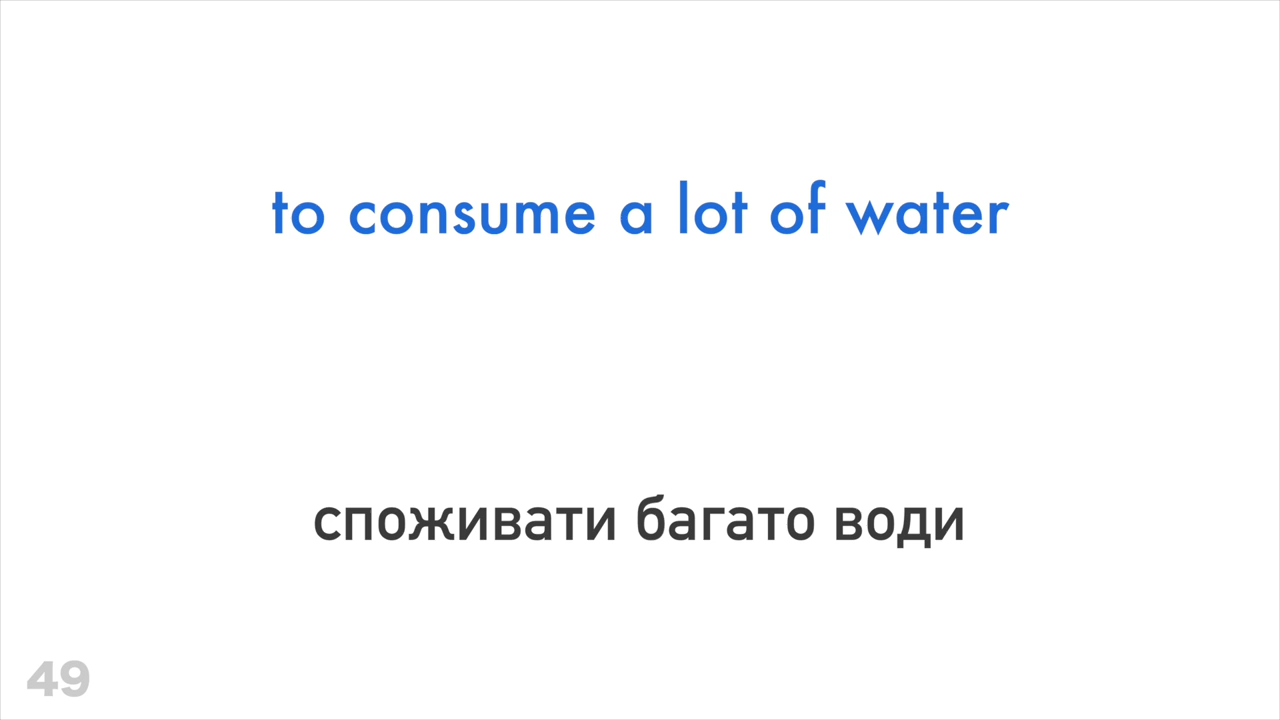 to consume a lot of water
споживати багато води
49